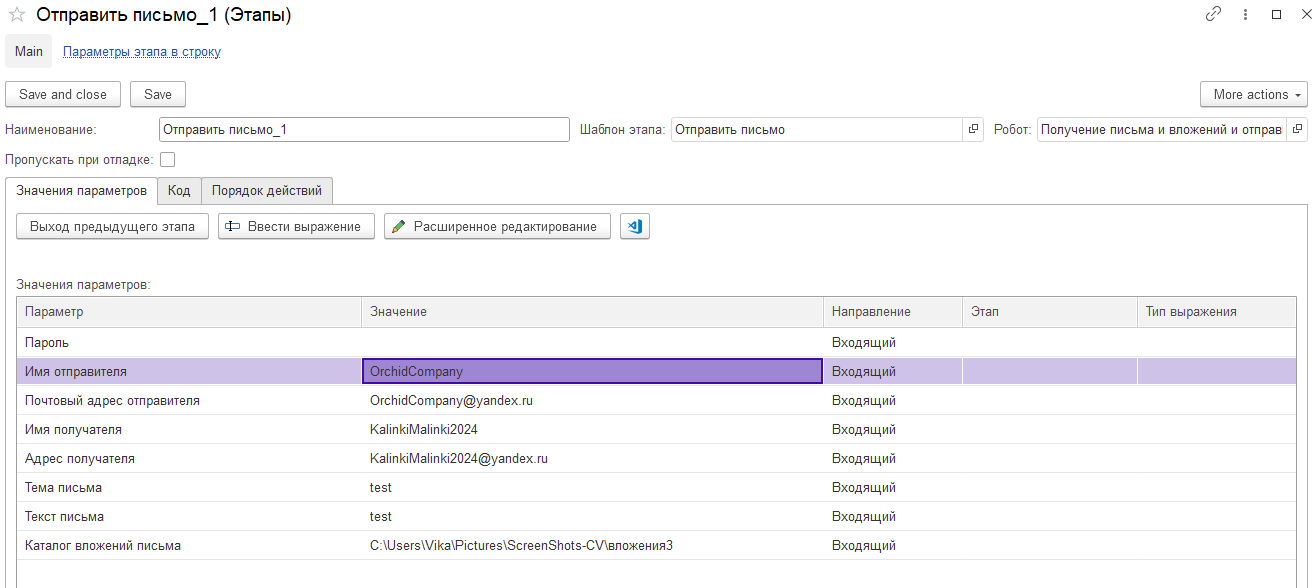 Отправить письмо_1 (Этапы)
Main Параметры этапа в строку
Save and close Save More actions
Наименование: Отправить письмо_1 Шаблон этапа: Отправить письмо Робот: Получение письма и вложений и отправ
Пропускать при отладке:
Значения параметров Код Порядок действий
Выход предыдущего этапа Ввести выражение Расширенное редактирование
Значения параметров:
Параметр Значение Направление Этап Тип выражения
Пароль Входящий
Имя отправителя OrchidCompany Входящий
Почтовый адрес отправителя OrchidCompany@yandex.ru Входящий
Имя получателя KalinkiMalinki2024 Входящий
Адрес получателя KalinkiMalinki2024@yandex.ru Входящий
Тема письма test Входящий
Текст письма test Входящий
Каталог вложений письма C:\Users\Vika\Pictures\ScreenShots-CV\вложения3 Входящий